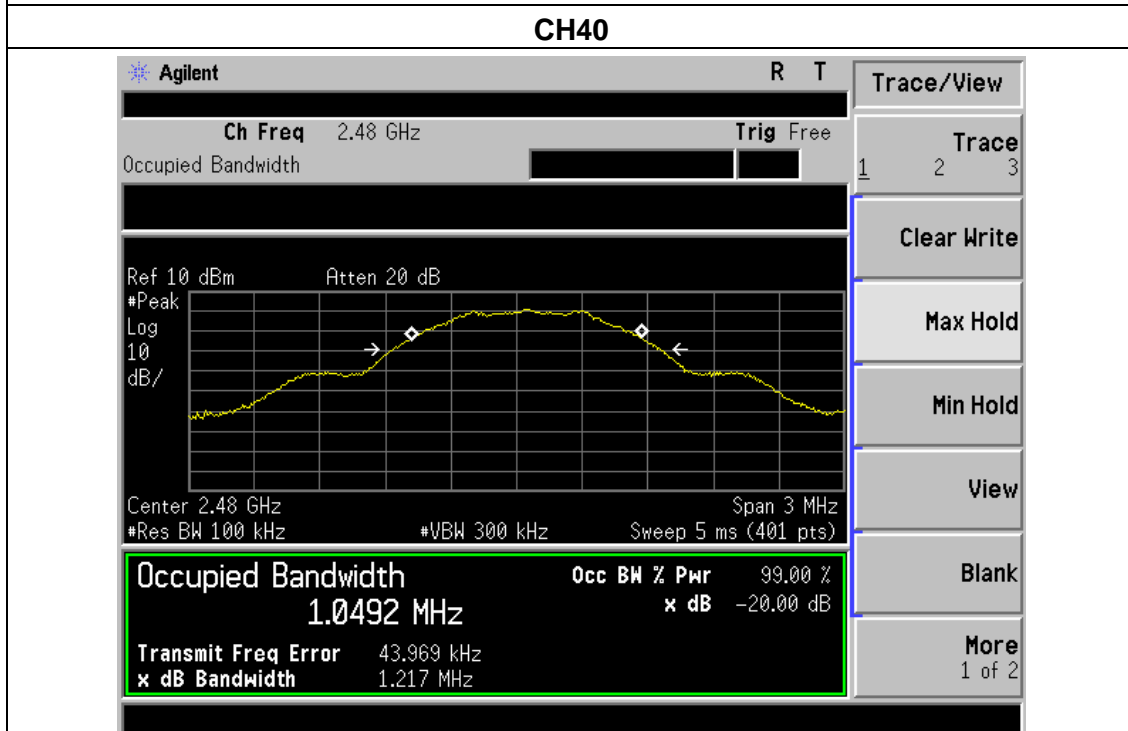 CH40
Agilent R T
Ch Freq 2.48 GHz Trig Free
Occupied Bandwidth
Ref 10 dBm Atten 20 dB
#Peak
Log
10
dB/
Center 2.48 GHz Span 3 MHz
#Res BW 100 kHz #VBW 300 kHz Sweep 5 ms (401 pts)
Occupied Bandwidth Occ BW % Pwr 99.00 %
1.0492 MHz x dB -20.00 dB
Transmit Freq Error 43.969 kHz
x dB Bandwidth 1.217 MHz
Trace/View
Trace
1 2 3
Clear Write
Max Hold
Min Hold
View
Blank
More
1 of 2